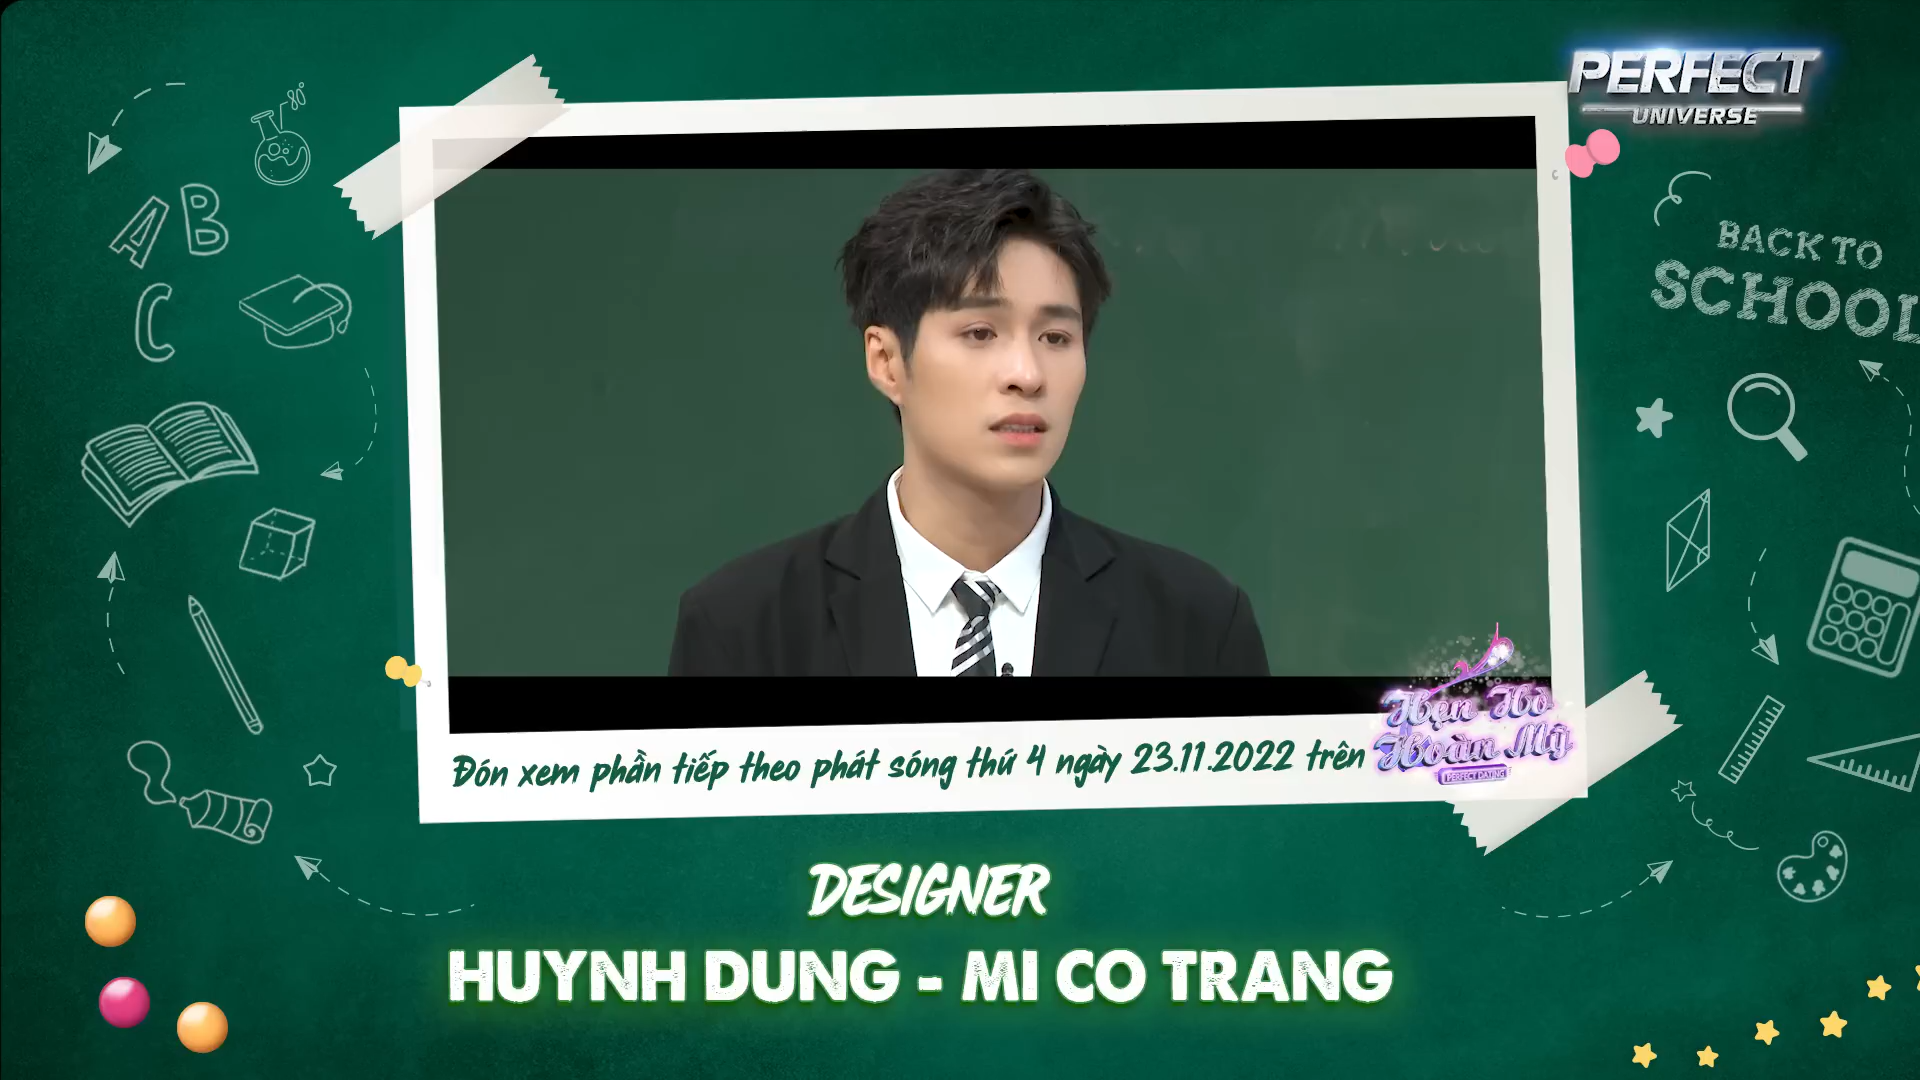 PERFECT
UNIVERSE
80°
A B
C
BACK TO
SCHOOL
Hẹn Hò
Hoàn Mỹ
PERFECT DATING
Đón xem phần tiếp theo phát sóng thứ 4 ngày 23.11.2022 trên
DESIGNER
HUYNH DUNG - MI CO TRANG